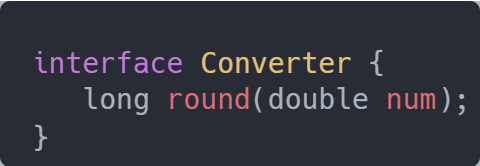 interface Converter {
   long round(double num);
}